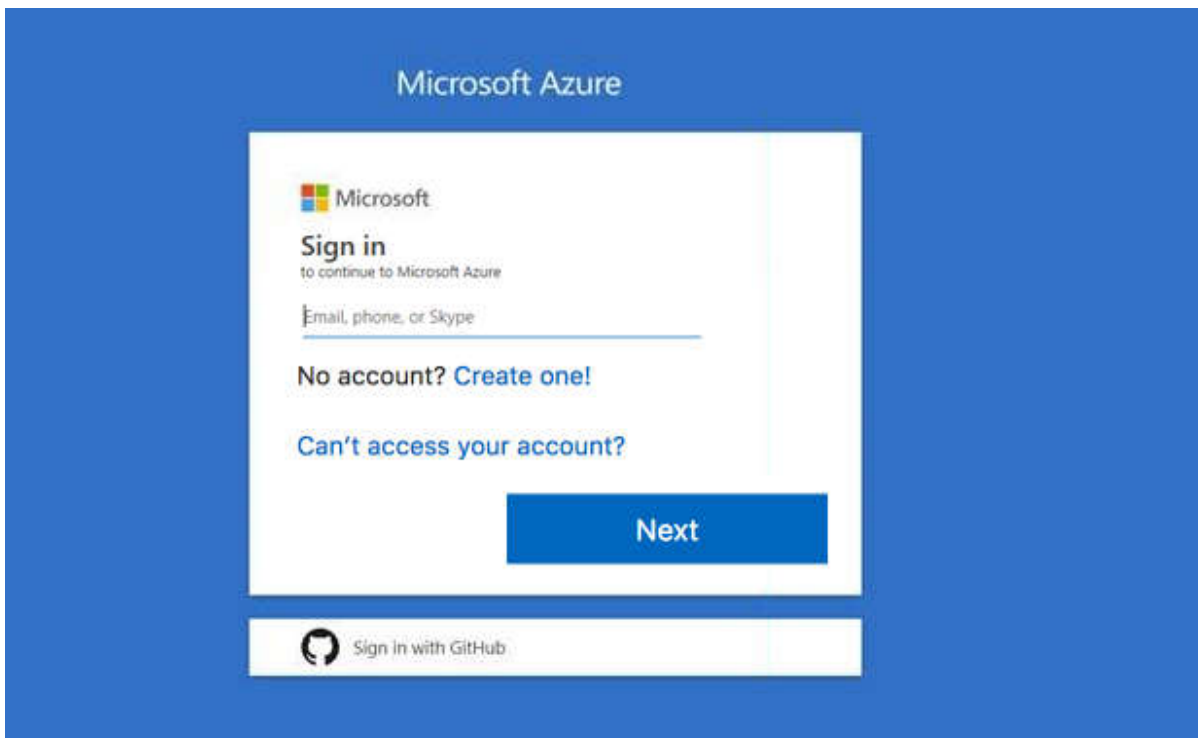 Microsoft Azure
Microsoft
Sign in
to continue to Microsoft Azure
Email, phone, or Skype
No account? Create one!
Can't access your account?
Next
Sign in with GitHub